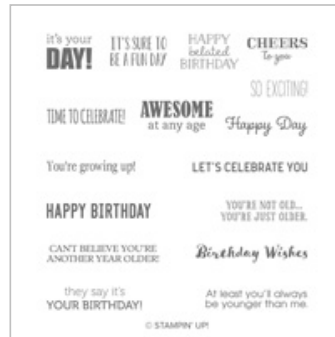 it's your
DAY!
IT'S SURE TO
BE A FUN DAY
HAPPY
belated
BIRTHDAY
CHEERS
to you
SO EXCITING!
TIME TO CELEBRATE!
AWESOME
at any age
Happy Day
You're growing up!
LET'S CELEBRATE YOU
HAPPY BIRTHDAY
YOU'RE NOT OLD...
YOU'RE JUST OLDER.
CAN'T BELIEVE YOU'RE
ANOTHER YEAR OLDER!
Birthday Wishes
they say it's
YOUR BIRTHDAY!
At least you'll always
be younger than me.
© STAMPIN' UP!